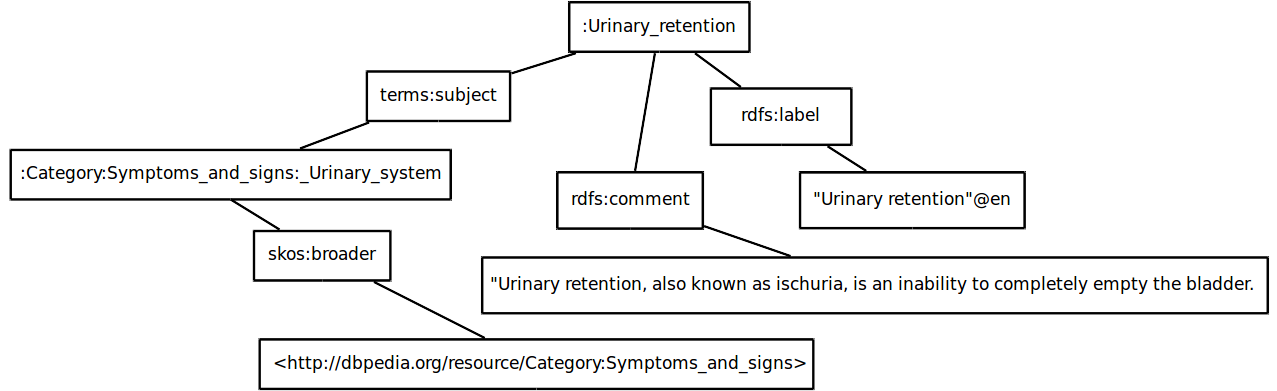 :Urinary_retention
terms:subject
rdfs:label
:Category:Symptoms_and_signs:_Urinary_system
rdfs:comment
"Urinary retention"@en
skos:broader
"Urinary retention, also known as ischuria, is an inability to completely empty the bladder.
<http://dbpedia.org/resource/Category:Symptoms_and_signs>